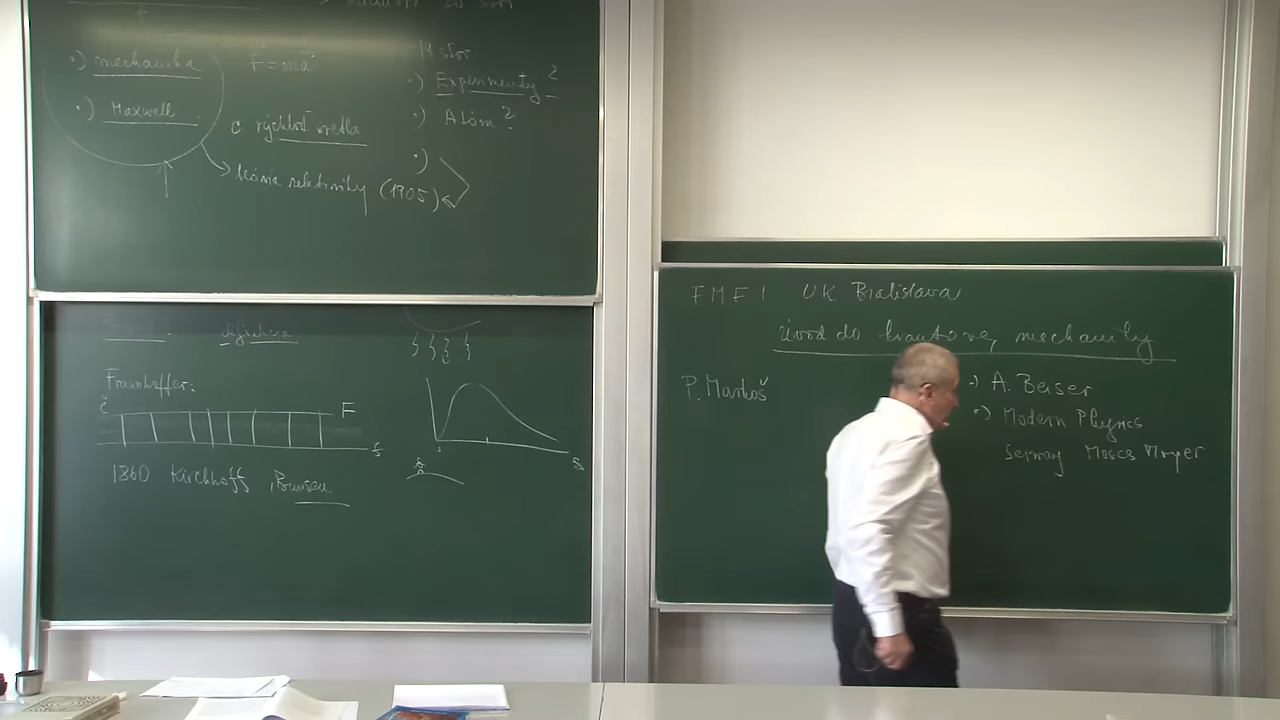 20
·) mechanika
·) Maxwell
F = ma
c rýchlosť svetla
teória relativity (1905)
19 stor
·) Experimenty ?
·) Atóm ?
·)
Fraunhoffer:
č F
1860 Kirchhoff, Bunsen
FMFI UK Bratislava
Úvod do kvantovej mechaniky
P. Markoš
·) A. Beiser
·) Modern Physics
Serway Moses Moyer